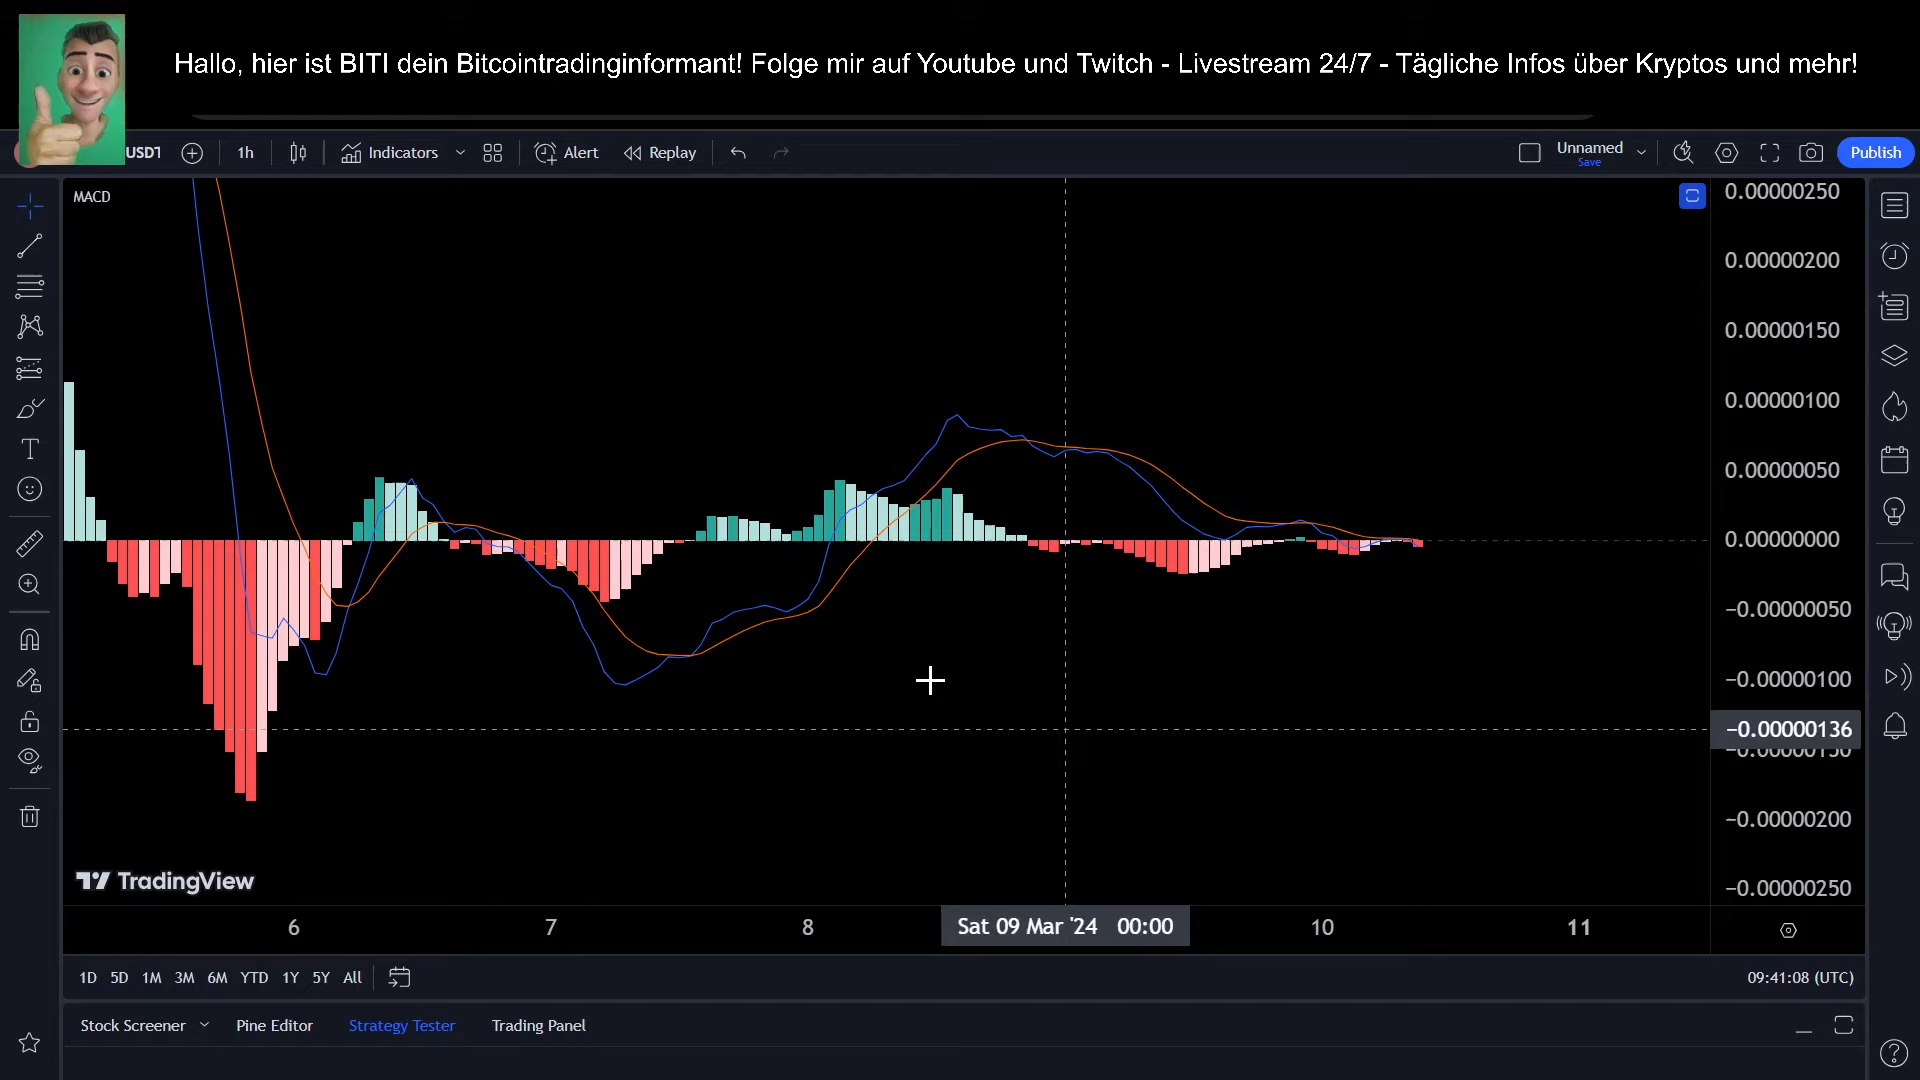 Hallo, hier ist BITI dein Bitcointradinginformant! Folge mir auf Youtube und Twitch - Livestream 24/7 - Tägliche Infos über Kryptos und mehr!
USDT 1h Indicators Alert Replay Unnamed Save Publish
MACD
0.00000250
0.00000200
0.00000150
0.00000100
0.00000050
0.00000000
−0.00000050
−0.00000100
−0.00000136
−0.00000150
−0.00000200
−0.00000250
TradingView
6 7 8 Sat 09 Mar '24 00:00 10 11
1D 5D 1M 3M 6M YTD 1Y 5Y All 09:41:08 (UTC)
Stock Screener Pine Editor Strategy Tester Trading Panel